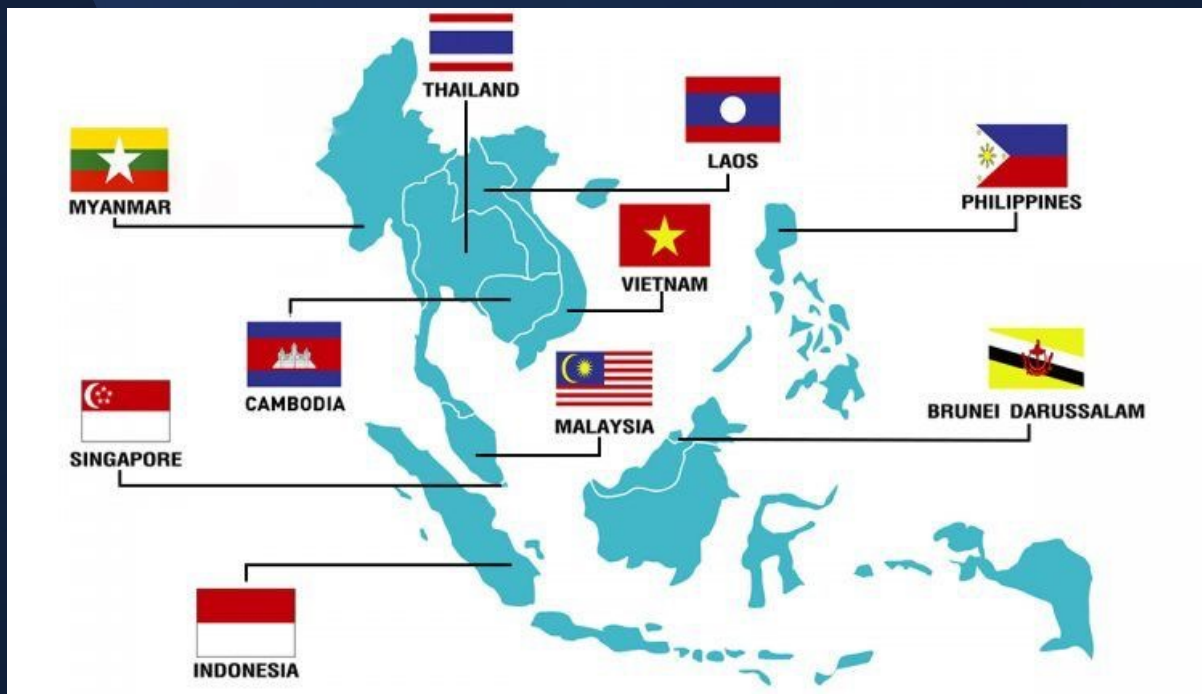 THAILAND
LAOS
MYANMAR
PHILIPPINES
VIETNAM
CAMBODIA
BRUNEI DARUSSALAM
MALAYSIA
SINGAPORE
INDONESIA